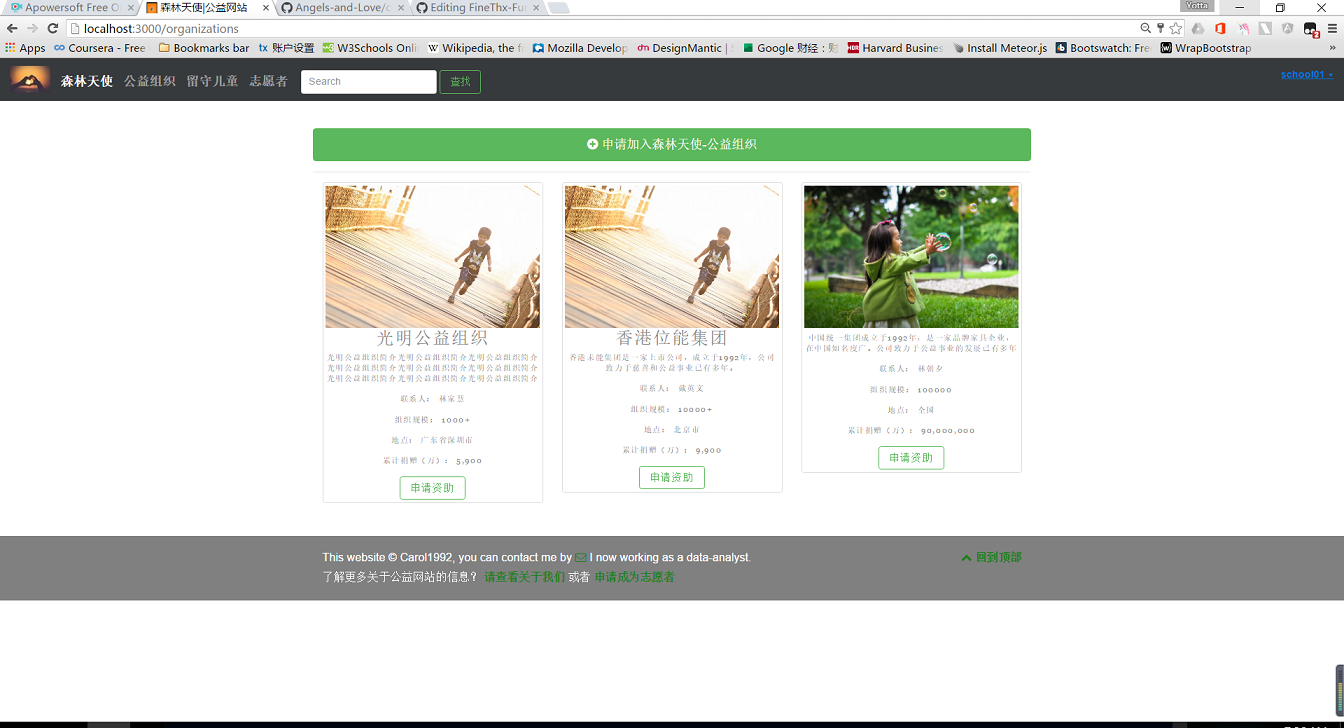 Apowersoft Free O
森林天使|公益网站
Angels-and-Love/c
Editing FineThx-Fur
Yotta
localhost:3000/organizations
Apps
Coursera - Free
Bookmarks bar
tx 账户设置
W3Schools Onli
Wikipedia, the f
Mozilla Develop
DesignMantic |
Google 财经：财
Harvard Busines
Install Meteor.js
Bootswatch: Fre
WrapBootstrap
森林天使 公益组织 留守儿童 志愿者
Search
查找
school01
申请加入森林天使-公益组织
光明公益组织
光明公益组织简介光明公益组织简介光明公益组织简介
光明公益组织简介光明公益组织简介光明公益组织简介
光明公益组织简介光明公益组织简介光明公益组织简介
联系人： 林家慧
组织规模： 1000+
地点： 广东省深圳市
累计捐赠（万）： 5,900
申请资助
香港位能集团
香港未能集团是一家上市公司，成立于1992年，公司
致力于慈善和公益事业已有多年。
联系人： 戴英文
组织规模： 10000+
地点： 北京市
累计捐赠（万）： 9,900
申请资助
中国统一集团成立于1992年，是一家品牌家具企业，
在中国知名度广。公司致力于公益事业的发展已有多年
联系人： 林朝夕
组织规模： 100000
地点： 全国
累计捐赠（万）： 90,000,000
申请资助
This website © Carol1992, you can contact me by I now working as a data-analyst.
回到顶部
了解更多关于公益网站的信息？ 请查看关于我们 或者 申请成为志愿者